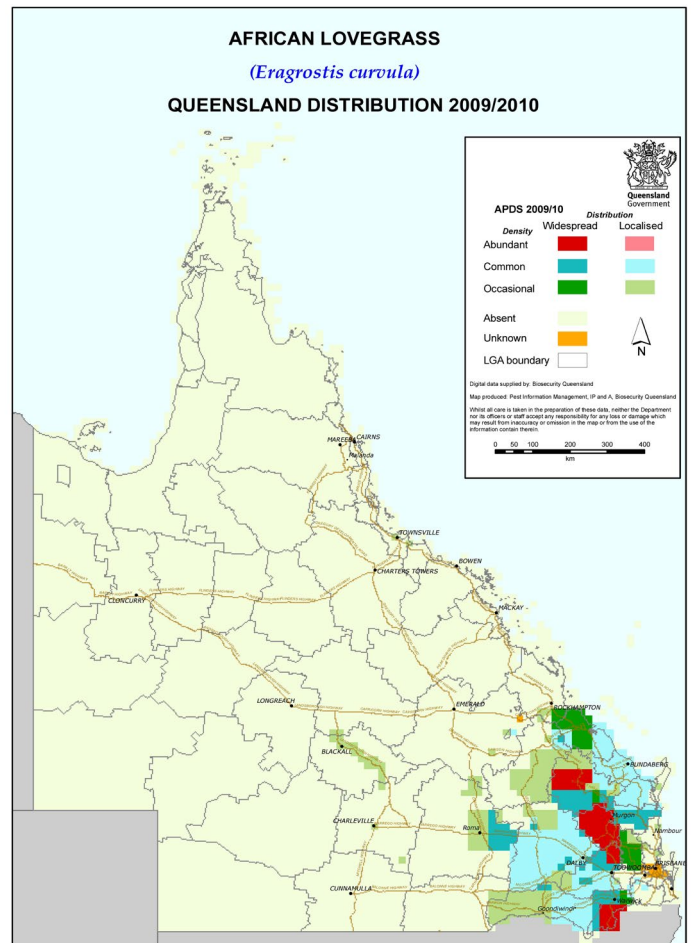 AFRICAN LOVEGRASS
(Eragrostis curvula)
QUEENSLAND DISTRIBUTION 2009/2010
Queensland
Government
APDS 2009/10
Distribution
Density Widespread Localised
Abundant
Common
Occasional
Absent
Unknown
LGA boundary
N
Digital data supplied by: Biosecurity Queensland
Map produced: Pest Information Management, IP and A, Biosecurity Queensland
Whilst all care is taken in the preparation of these data, neither the Department
nor its officers or staff accept any responsibility for any loss or damage which
may result from inaccuracy or omission in the map or from the use of the
information contain therein.
0 50 100 200 300 400
km
MAREEBA
CAIRNS
Malanda
TOWNSVILLE
BOWEN
CHARTERS TOWERS
CLONCURRY
MACKAY
LONGREACH
EMERALD
ROCKHAMPTON
BLACKALL
BUNDABERG
CHARLEVILLE
Roma
Murgon
Nambour
DALBY
TOOWOOMBA
BRISBANE
CUNNAMULLA
Warwick
Goondiwindi